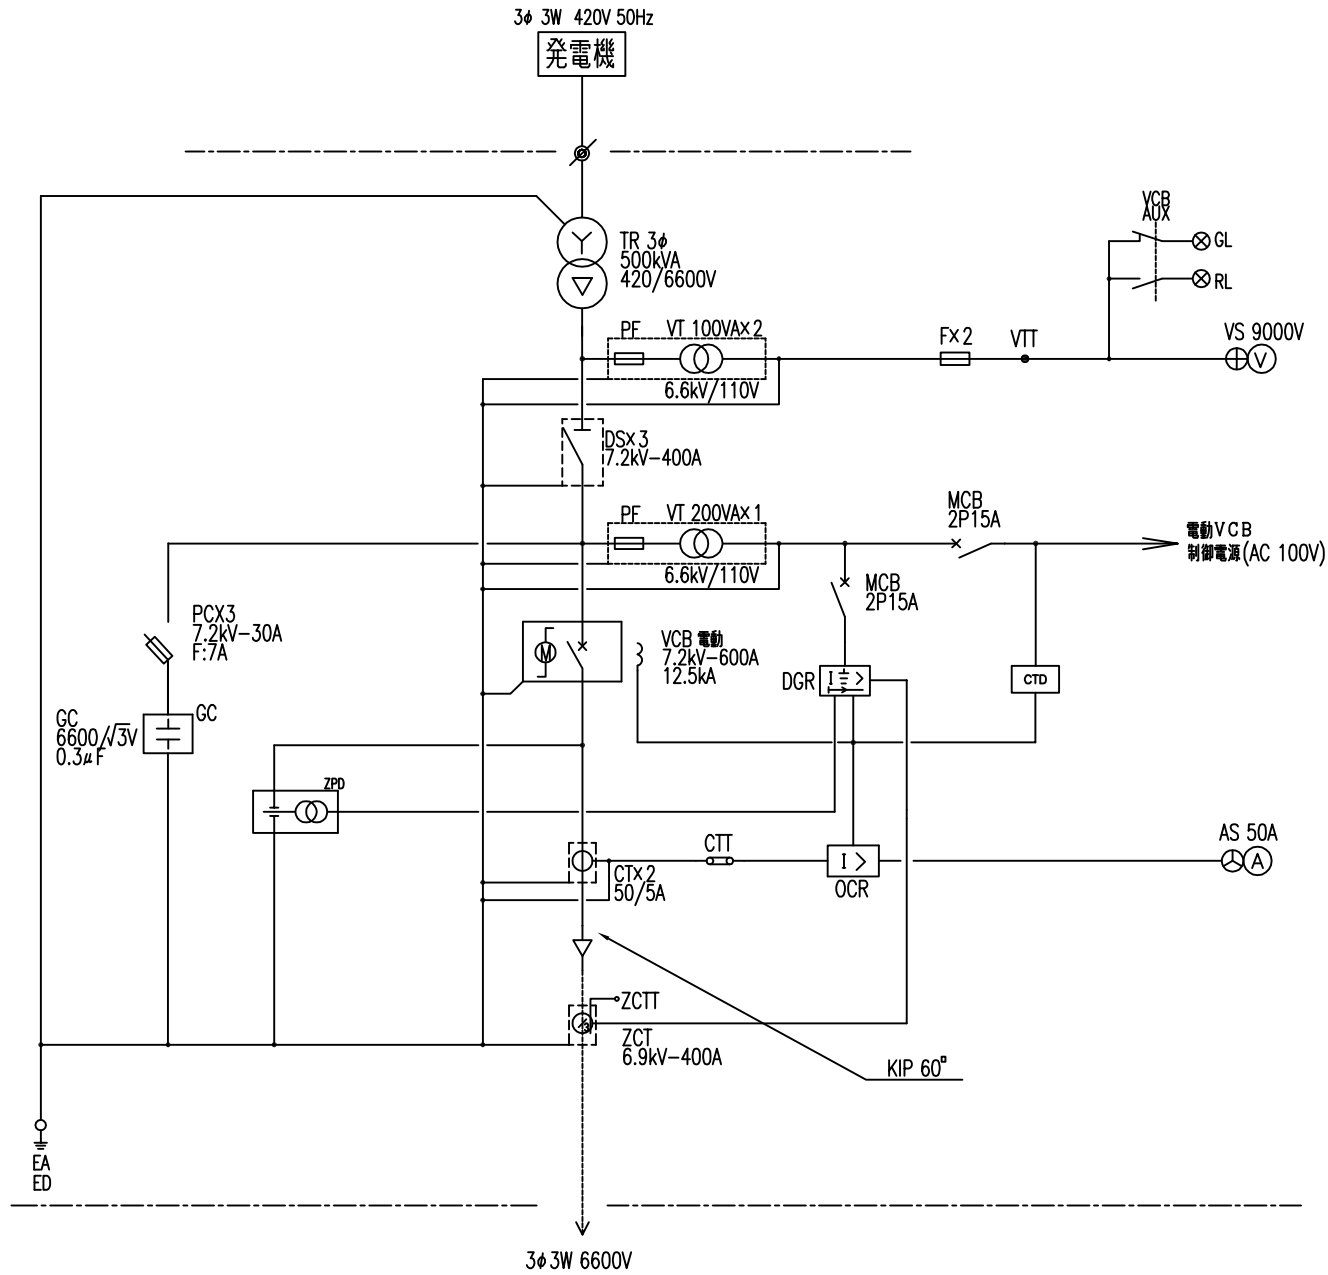 3φ 3W 420V 50Hz
発電機
VCB
AUX
GL
RL
TR 3φ
500kVA
420/6600V
PF
VT 100VA×2
F×2
VTT
VS 9000V
V
6.6kV/110V
DS×3
7.2kV-400A
PF
VT 200VA×1
MCB
2P15A
電動VCB
制御電源(AC 100V)
6.6kV/110V
MCB
2P15A
PCX3
7.2kV-30A
F:7A
M
VCB 電動
7.2kV-600A
12.5kA
DGR
I >
CTD
GC
GC
6600/√3V
0.3μF
ZPD
CTT
AS 50A
A
I >
OCR
CT×2
50/5A
ZCTT
3
ZCT
6.9kV-400A
KIP 60□
EA
ED
3φ3W 6600V